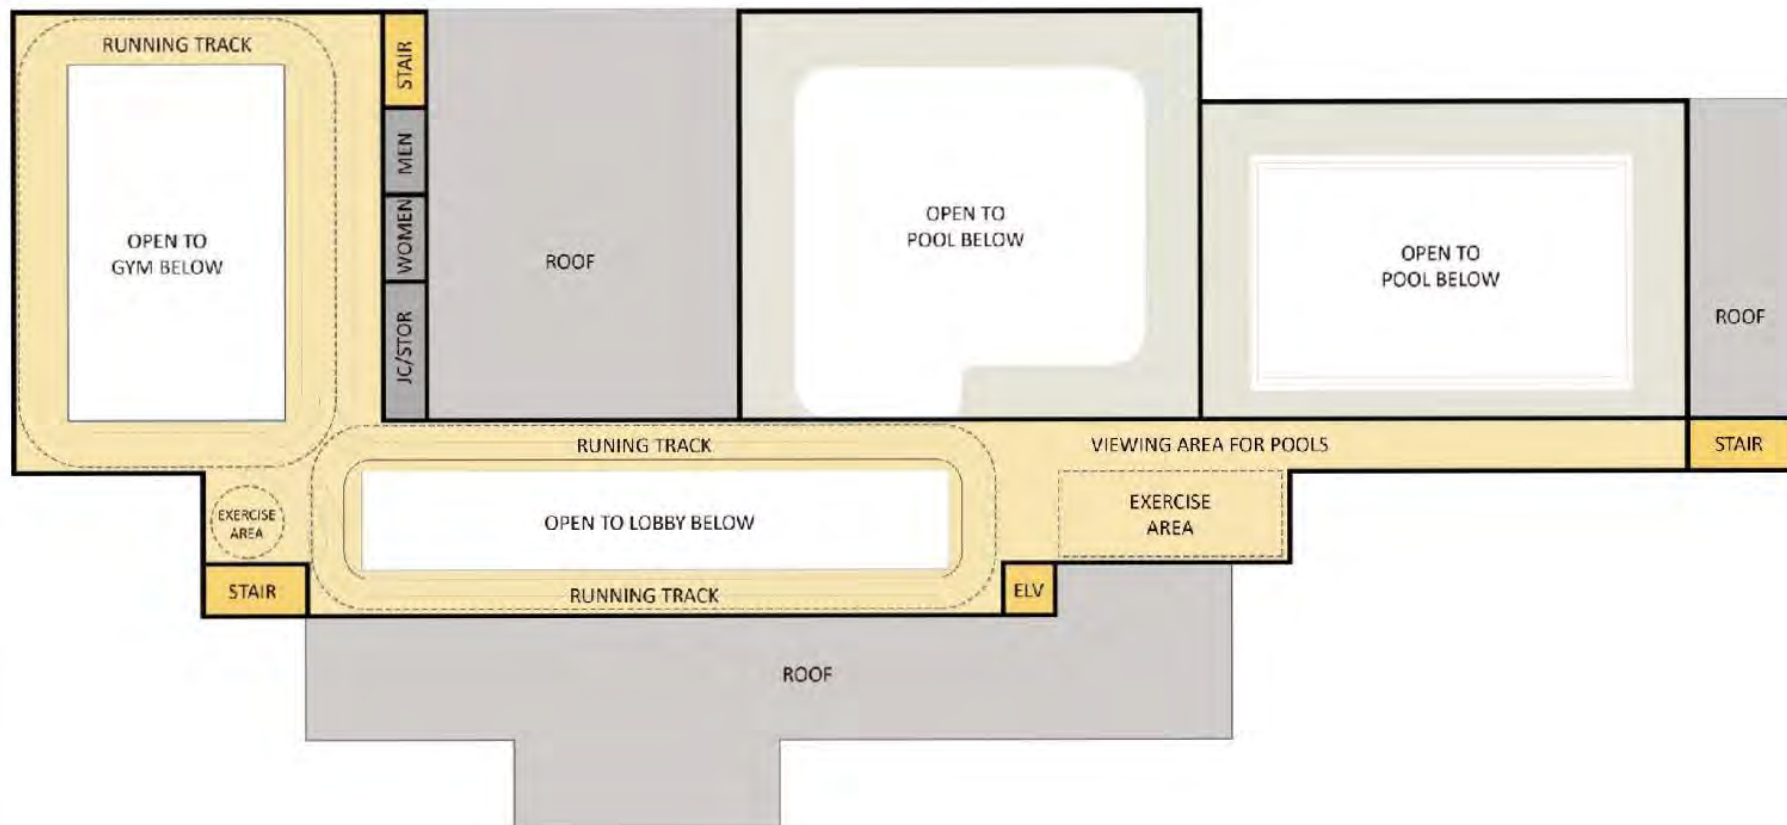 RUNNING TRACK
STAIR
MEN
WOMEN
JC/STOR
OPEN TO
GYM BELOW
ROOF
OPEN TO
POOL BELOW
OPEN TO
POOL BELOW
ROOF
RUNING TRACK
VIEWING AREA FOR POOLS
STAIR
EXERCISE
AREA
OPEN TO LOBBY BELOW
EXERCISE
AREA
STAIR
RUNNING TRACK
ELV
ROOF